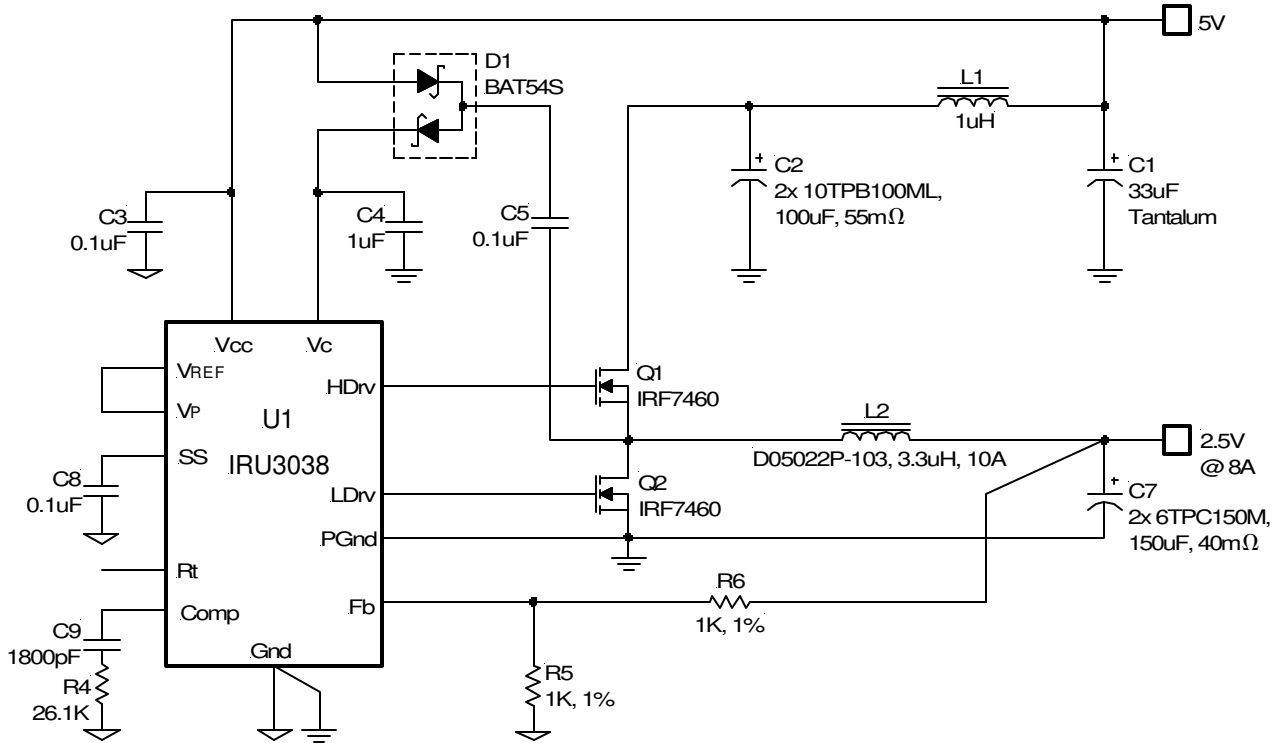 5V
D1
BAT54S
L1
1uH
C2
2x 10TPB100ML,
100uF, 55mΩ
C1
33uF
Tantalum
C3
0.1uF
C4
1uF
C5
0.1uF
Vcc
Vc
VREF
VP
HDrv
U1
IRU3038
SS
C8
0.1uF
LDrv
PGnd
Rt
Comp
Fb
Gnd
C9
1800pF
R4
26.1K
Q1
IRF7460
Q2
IRF7460
L2
D05022P-103, 3.3uH, 10A
2.5V
@ 8A
C7
2x 6TPC150M,
150uF, 40mΩ
R6
1K, 1%
R5
1K, 1%